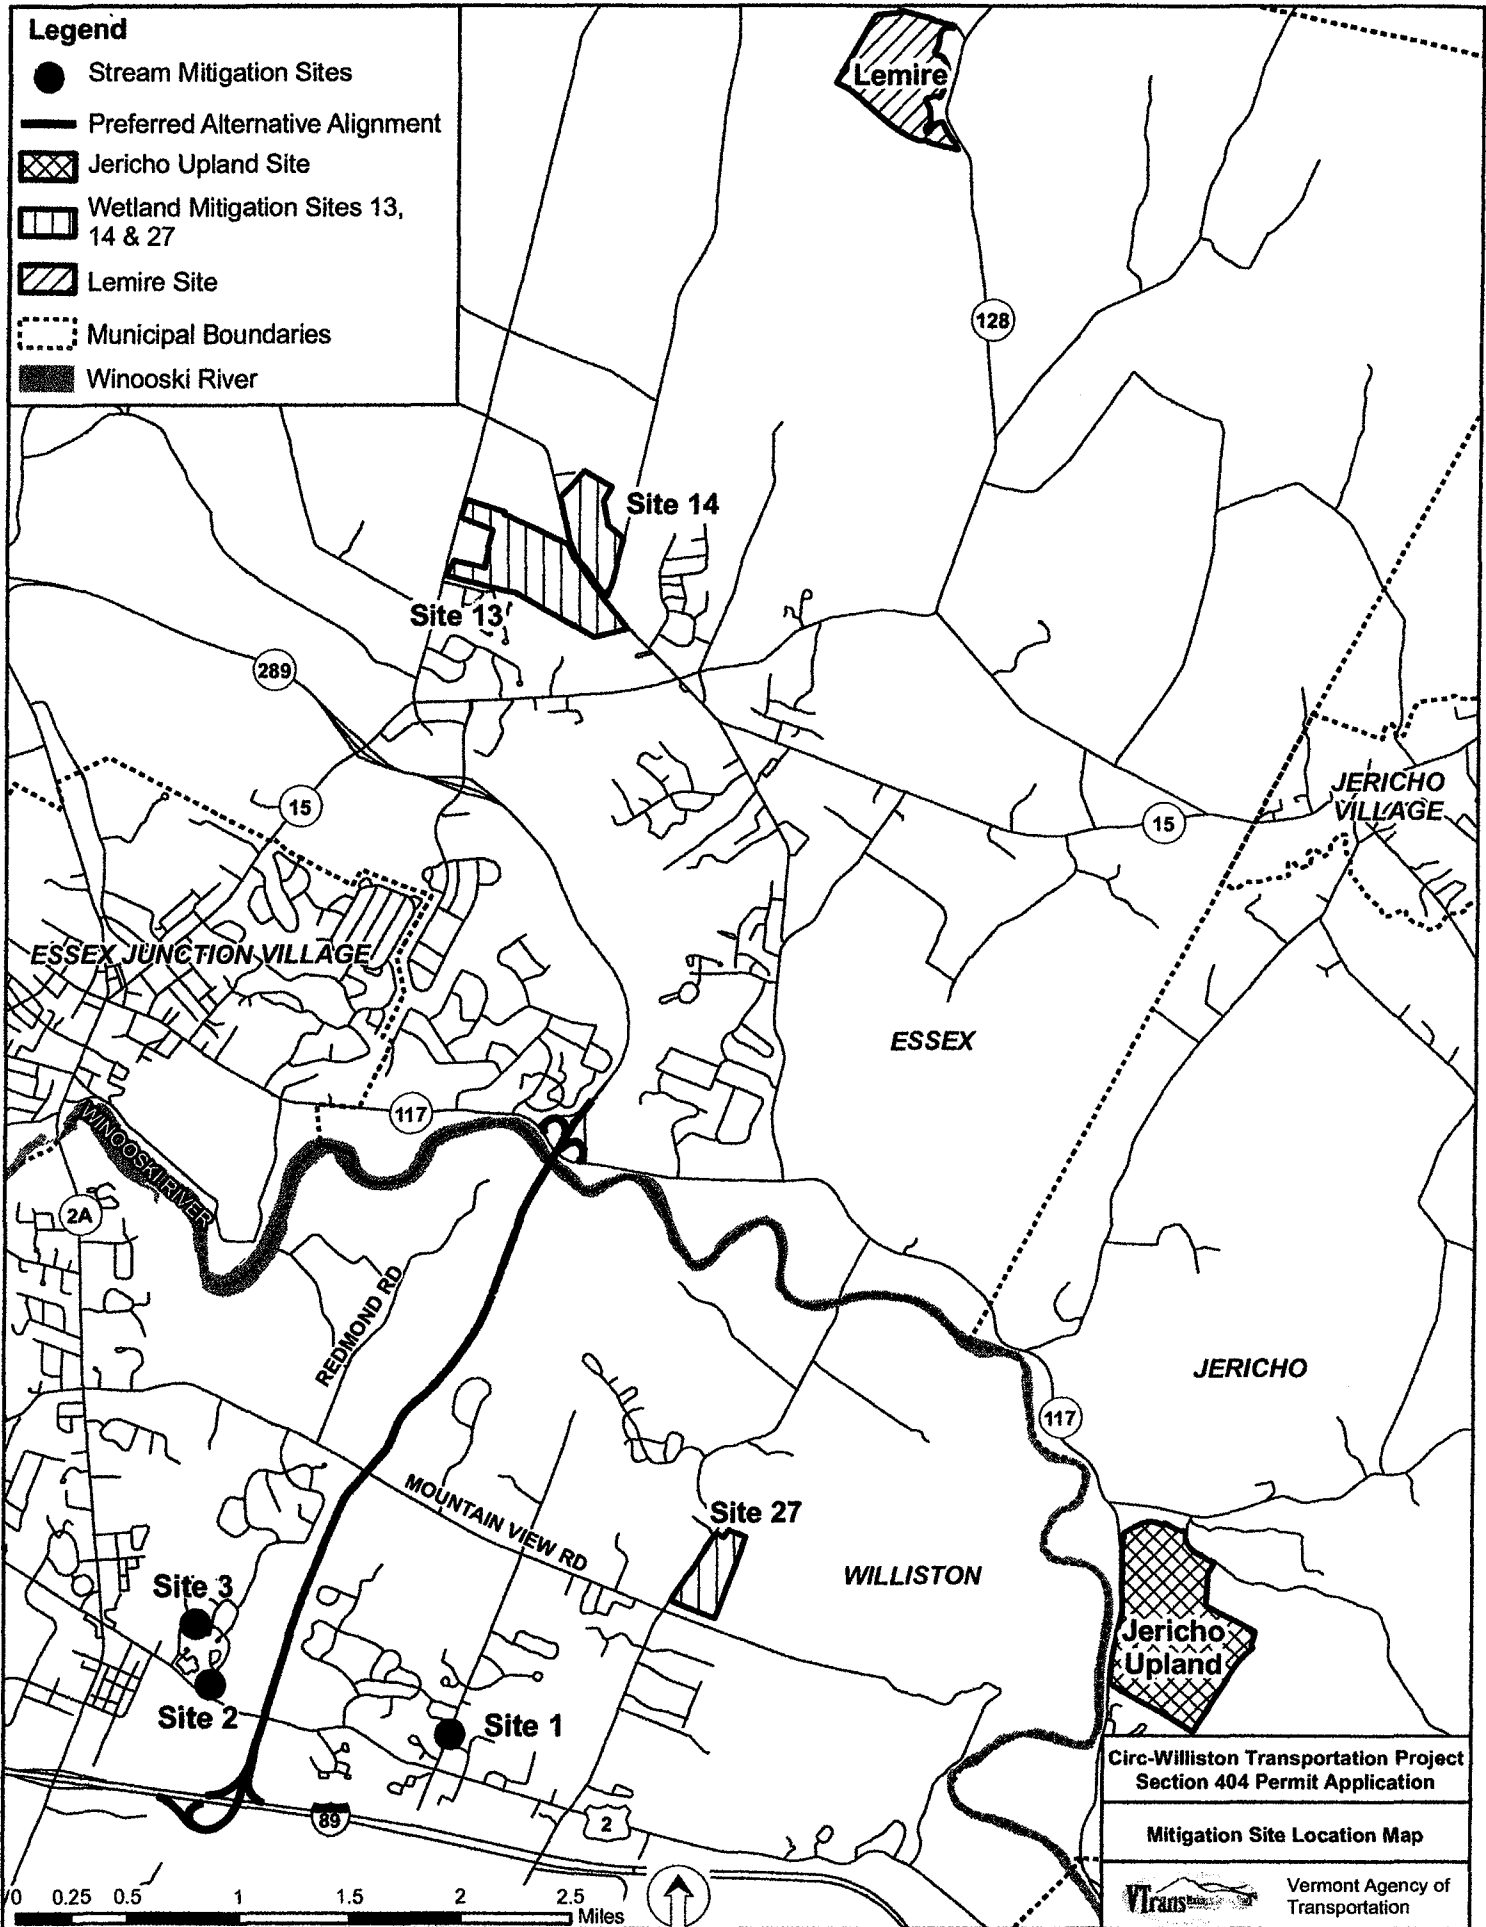 Legend
Stream Mitigation Sites
Preferred Alternative Alignment
Jericho Upland Site
Wetland Mitigation Sites 13,
14 & 27
Lemire Site
Municipal Boundaries
Winooski River
Lemire
128
Site 14
Site 13
289
15
JERICHO
VILLAGE
15
ESSEX JUNCTION VILLAGE
ESSEX
117
WINOOSKI RIVER
2A
REDMOND RD
JERICHO
117
MOUNTAIN VIEW RD
Site 27
WILLISTON
Site 3
Jericho
Upland
Site 2
Site 1
89
2
Circ-Williston Transportation Project
Section 404 Permit Application
Mitigation Site Location Map
VTrans
Vermont Agency of
Transportation
0 0.25 0.5 1 1.5 2 2.5
Miles